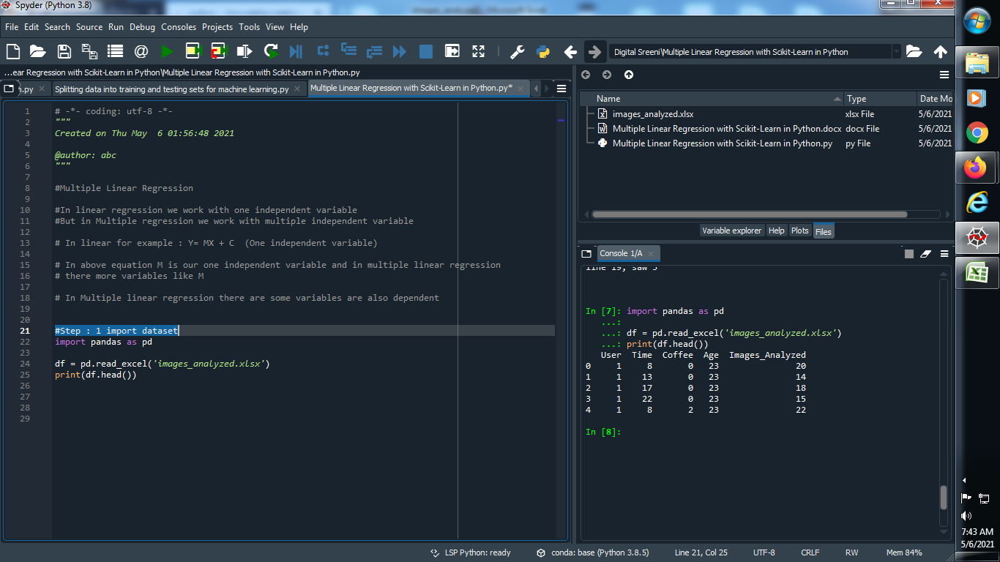 Spyder (Python 3.8)
File Edit Search Source Run Debug Consoles Projects Tools View Help
Digital Sreeni\Multiple Linear Regression with Scikit-Learn in Python
...ear Regression with Scikit-Learn in Python\Multiple Linear Regression with Scikit-Learn in Python.py
n.py Splitting data into training and testing sets for machine learning.py Multiple Linear Regression with Scikit-Learn in Python.py*
1 # -*- coding: utf-8 -*-
2 """
3 Created on Thu May  6 01:56:48 2021
4
5 @author: abc
6 """
7
8 #Multiple Linear Regression
9
10 #In linear regression we work with one independent variable
11 #But in Multiple regression we work with multiple independent variable
12
13 # In linear for example : Y= MX + C  (One independent variable)
14
15 # In above equation M is our one independent variable and in multiple linear regression
16 # there more variables like M
17
18 # In Multiple linear regression there are some variables are also dependent
19
20
21 #Step : 1 import dataset
22 import pandas as pd
23
24 df = pd.read_excel('images_analyzed.xlsx')
25 print(df.head())
26
27
28
29
Name Type Date Mo
images_analyzed.xlsx xlsx File 5/6/2021
Multiple Linear Regression with Scikit-Learn in Python.docx docx File 5/6/2021
Multiple Linear Regression with Scikit-Learn in Python.py py File 5/6/2021
Variable explorer Help Plots Files
Console 1/A
line 19, saw 5
In [7]: import pandas as pd
...:
...: df = pd.read_excel('images_analyzed.xlsx')
...: print(df.head())
User Time Coffee Age Images_Analyzed
0 1 8 0 23 20
1 1 13 0 23 14
2 1 17 0 23 18
3 1 22 0 23 15
4 1 8 2 23 22
In [8]:
LSP Python: ready conda: base (Python 3.8.5) Line 21, Col 25 UTF-8 CRLF RW Mem 84%
7:43 AM
5/6/2021